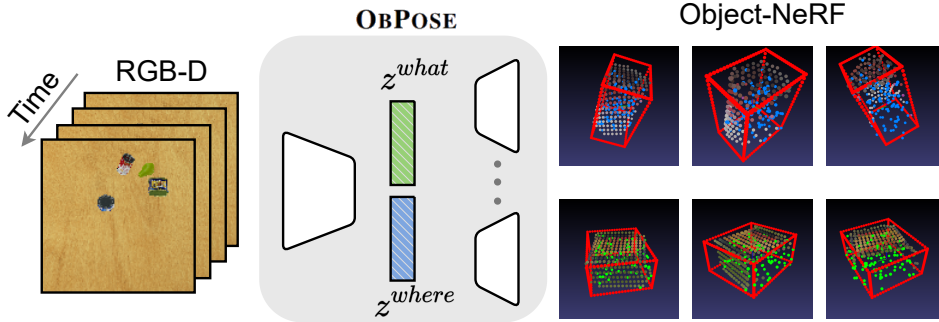 OBPOSE
Object-NeRF
RGB-D
Time
z^{what}
z^{where}